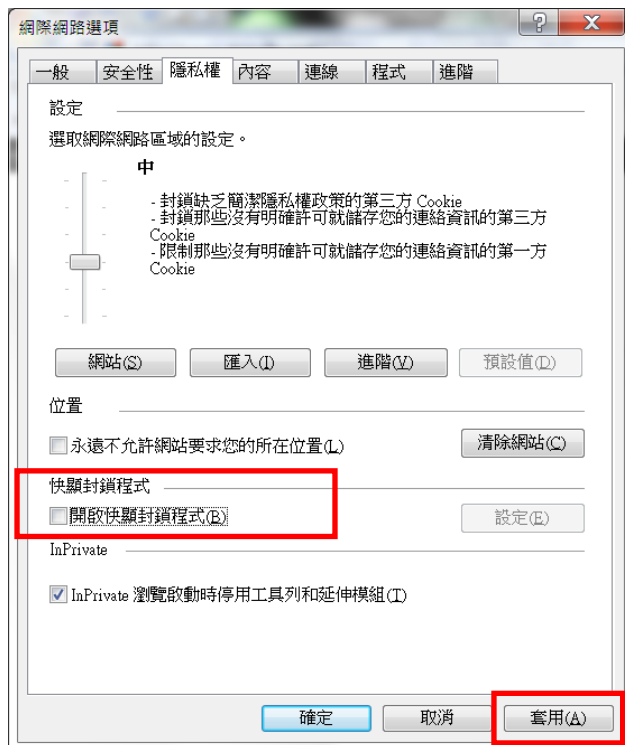 網際網路選項
一般 安全性 隱私權 內容 連線 程式 進階
設定
選取網際網路區域的設定。
中
- 封鎖缺乏簡潔隱私權政策的第三方 Cookie
- 封鎖那些沒有明確許可就儲存您的連絡資訊的第三方
Cookie
- 限制那些沒有明確許可就儲存您的連絡資訊的第一方
Cookie
網站(S) 匯入(I) 進階(V) 預設值(D)
位置
永遠不允許網站要求您的所在位置(L) 清除網站(C)
快顯封鎖程式
開啟快顯封鎖程式(B) 設定(E)
InPrivate
InPrivate 瀏覽啟動時停用工具列和延伸模組(T)
確定 取消 套用(A)